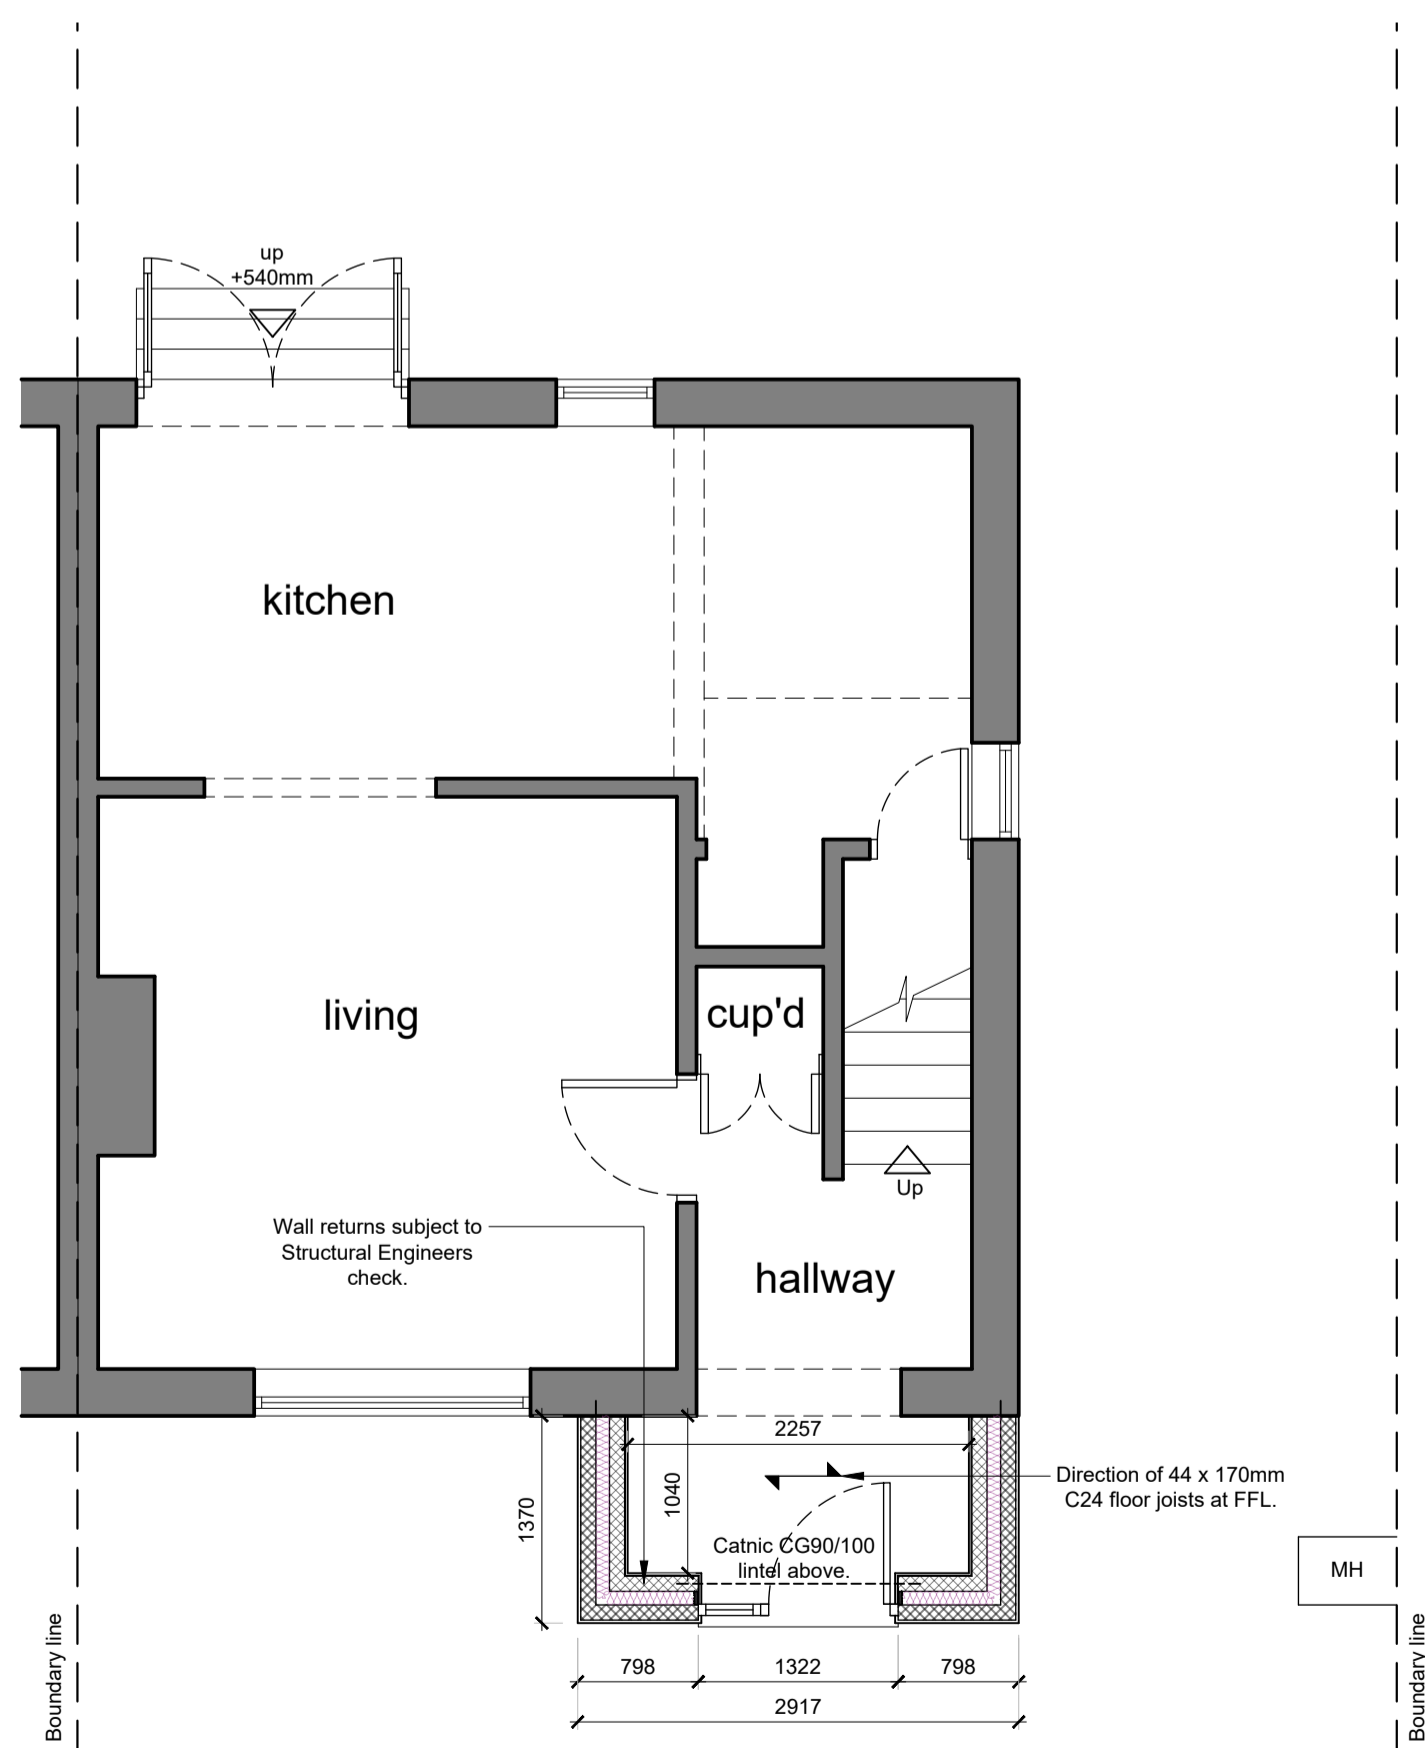 up
+540mm
kitchen
living
cup'd
Up
Wall returns subject to
Structural Engineers
check.
hallway
2257
1040
1370
Direction of 44 x 170mm
C24 floor joists at FFL.
Catnic CG90/100
lintel above.
MH
Boundary line
Boundary line
798
1322
798
2917